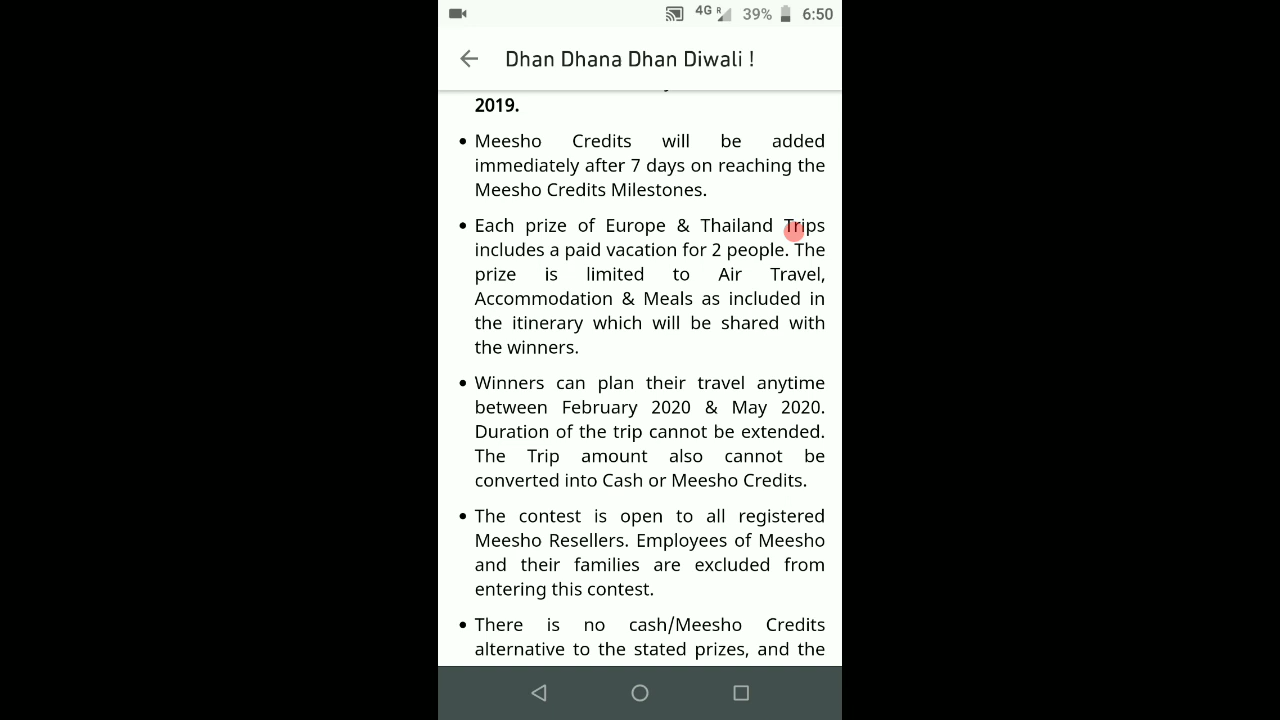 4G R 39% 6:50
Dhan Dhana Dhan Diwali !
2019.
Meesho Credits will be added
immediately after 7 days on reaching the
Meesho Credits Milestones.
Each prize of Europe & Thailand Trips
includes a paid vacation for 2 people. The
prize is limited to Air Travel,
Accommodation & Meals as included in
the itinerary which will be shared with
the winners.
Winners can plan their travel anytime
between February 2020 & May 2020.
Duration of the trip cannot be extended.
The Trip amount also cannot be
converted into Cash or Meesho Credits.
The contest is open to all registered
Meesho Resellers. Employees of Meesho
and their families are excluded from
entering this contest.
There is no cash/Meesho Credits
alternative to the stated prizes, and the